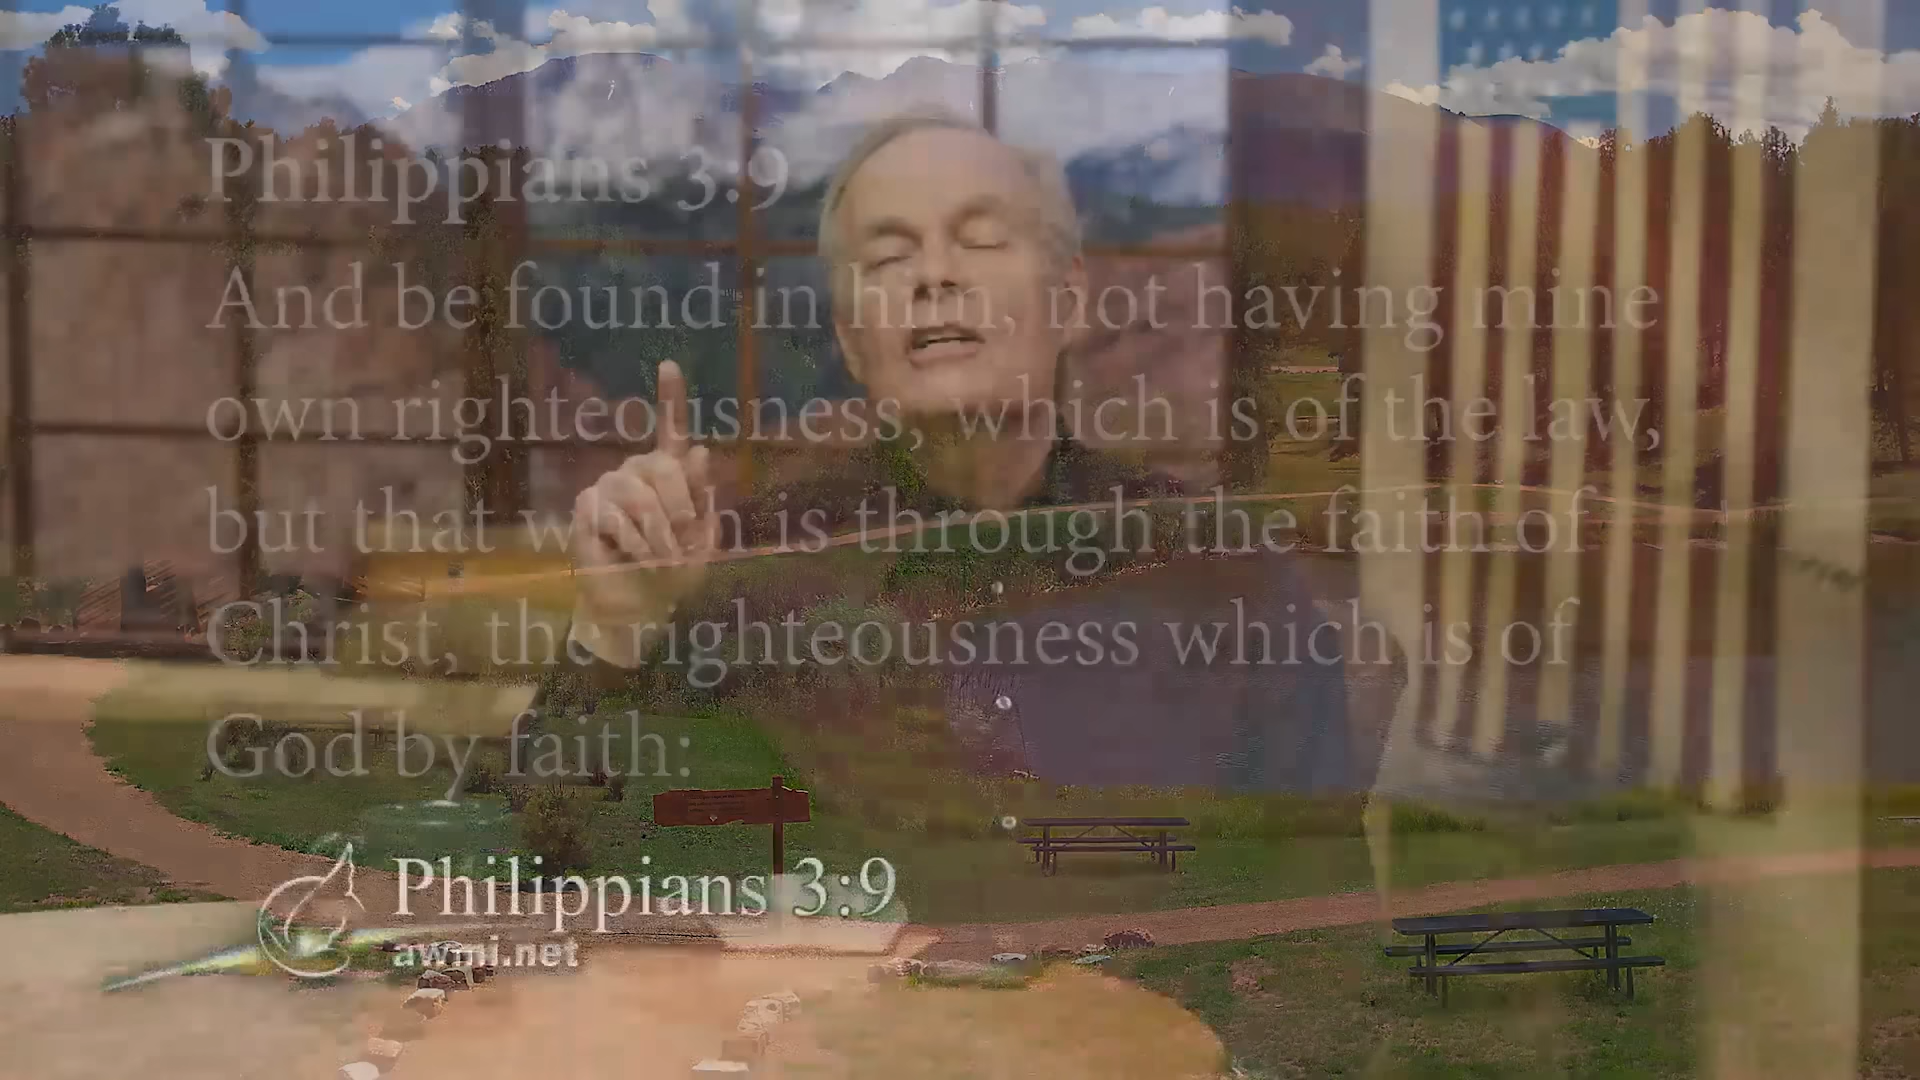 Philippians 3:9
And be found in him, not having mine
own righteousness, which is of the law,
but that which is through the faith of
Christ, the righteousness which is of
God by faith:
Philippians 3:9
awmi.net